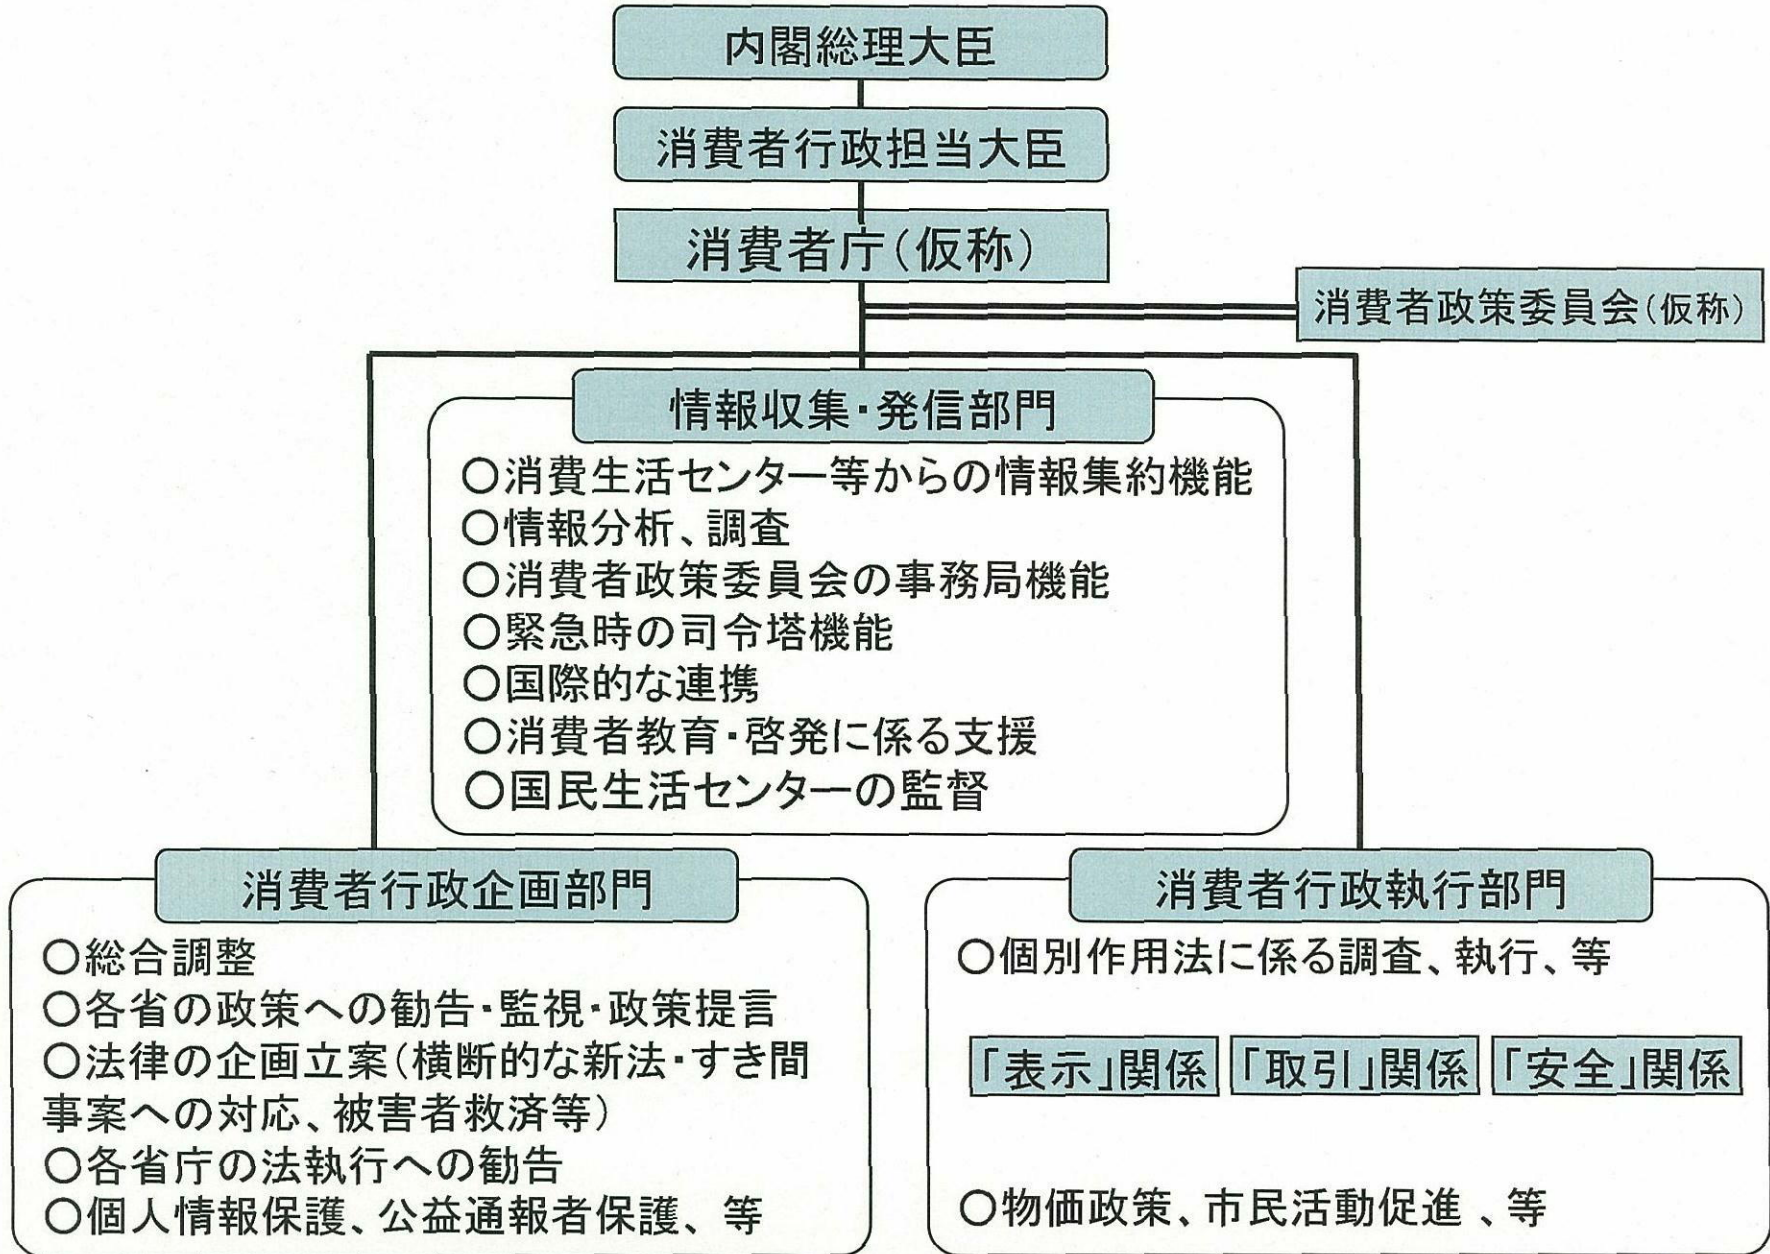 内閣総理大臣
消費者行政担当大臣
消費者庁(仮称)
消費者政策委員会(仮称)
情報収集・発信部門
○消費生活センター等からの情報集約機能
○情報分析、調査
○消費者政策委員会の事務局機能
○緊急時の司令塔機能
○国際的な連携
○消費者教育・啓発に係る支援
○国民生活センターの監督
消費者行政企画部門
○総合調整
○各省の政策への勧告・監視・政策提言
○法律の企画立案(横断的な新法・すき間
事案への対応、被害者救済等)
○各省庁の法執行への勧告
○個人情報保護、公益通報者保護、等
消費者行政執行部門
○個別作用法に係る調査、執行、等
「表示」関係 「取引」関係 「安全」関係
○物価政策、市民活動促進、等